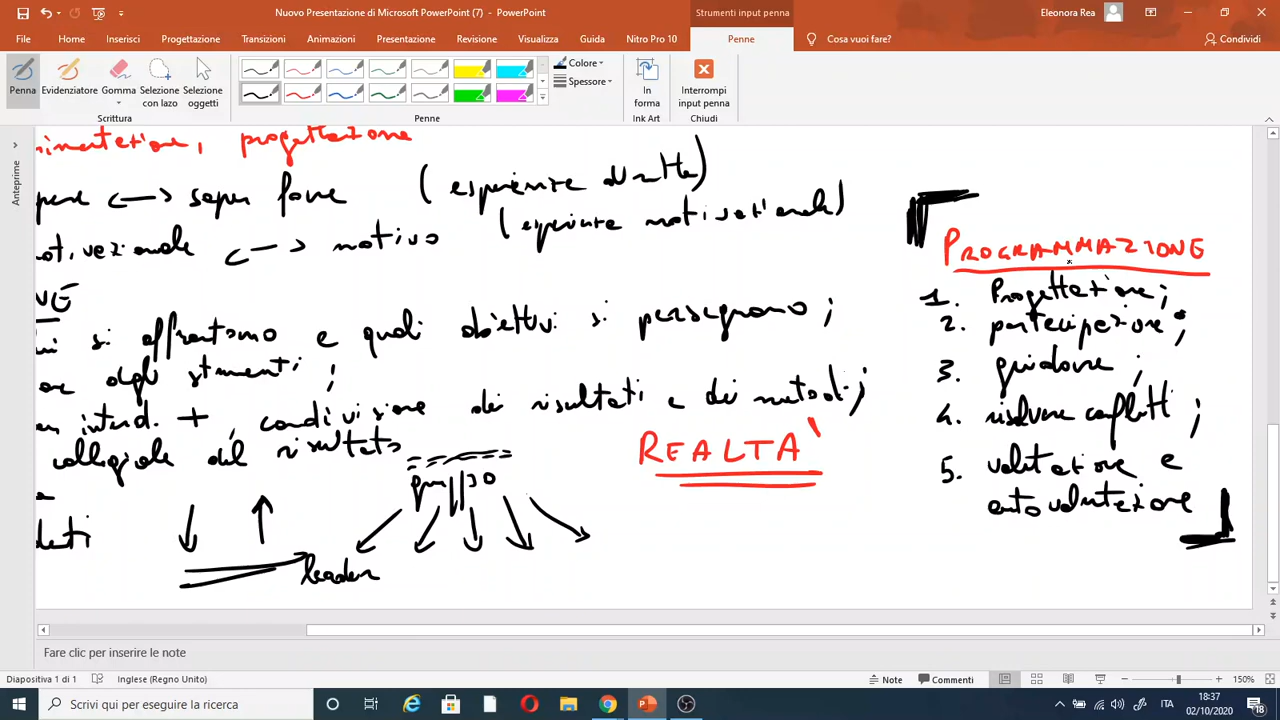 Nuovo Presentazione di Microsoft PowerPoint (7) - PowerPoint
Strumenti input penna
Eleonora Rea
File Home Inserisci Progettazione Transizioni Animazioni Presentazione Revisione Visualizza Guida Nitro Pro 10 Penne Cosa vuoi fare? Condividi
Penna Evidenziatore Gomma Selezione con lazo Selezione oggetti
Scrittura
Colore
Spessore
Penne
In forma
Ink Art
Interrompi input penna
Chiudi
Anteprime
progettazione
saper fare (esperienze dirette)
motivo (esperienze motivazionale)
si affrontano e quali obiettivi si perseguono;
degli strumenti;
interd. +, condivisione dei risultati e dei metodi;
collegiale del risultato
REALTA'
leader
PROGRAMMAZIONE
1. Progettazione;
2. partecipazione;
3. guidare;
4. risolvere conflitti;
5. valutazione e
autovalutazione
Fare clic per inserire le note
Diapositiva 1 di 1 Inglese (Regno Unito) Note Commenti 150%
Scrivi qui per eseguire la ricerca
ITA
18:37
02/10/2020
18